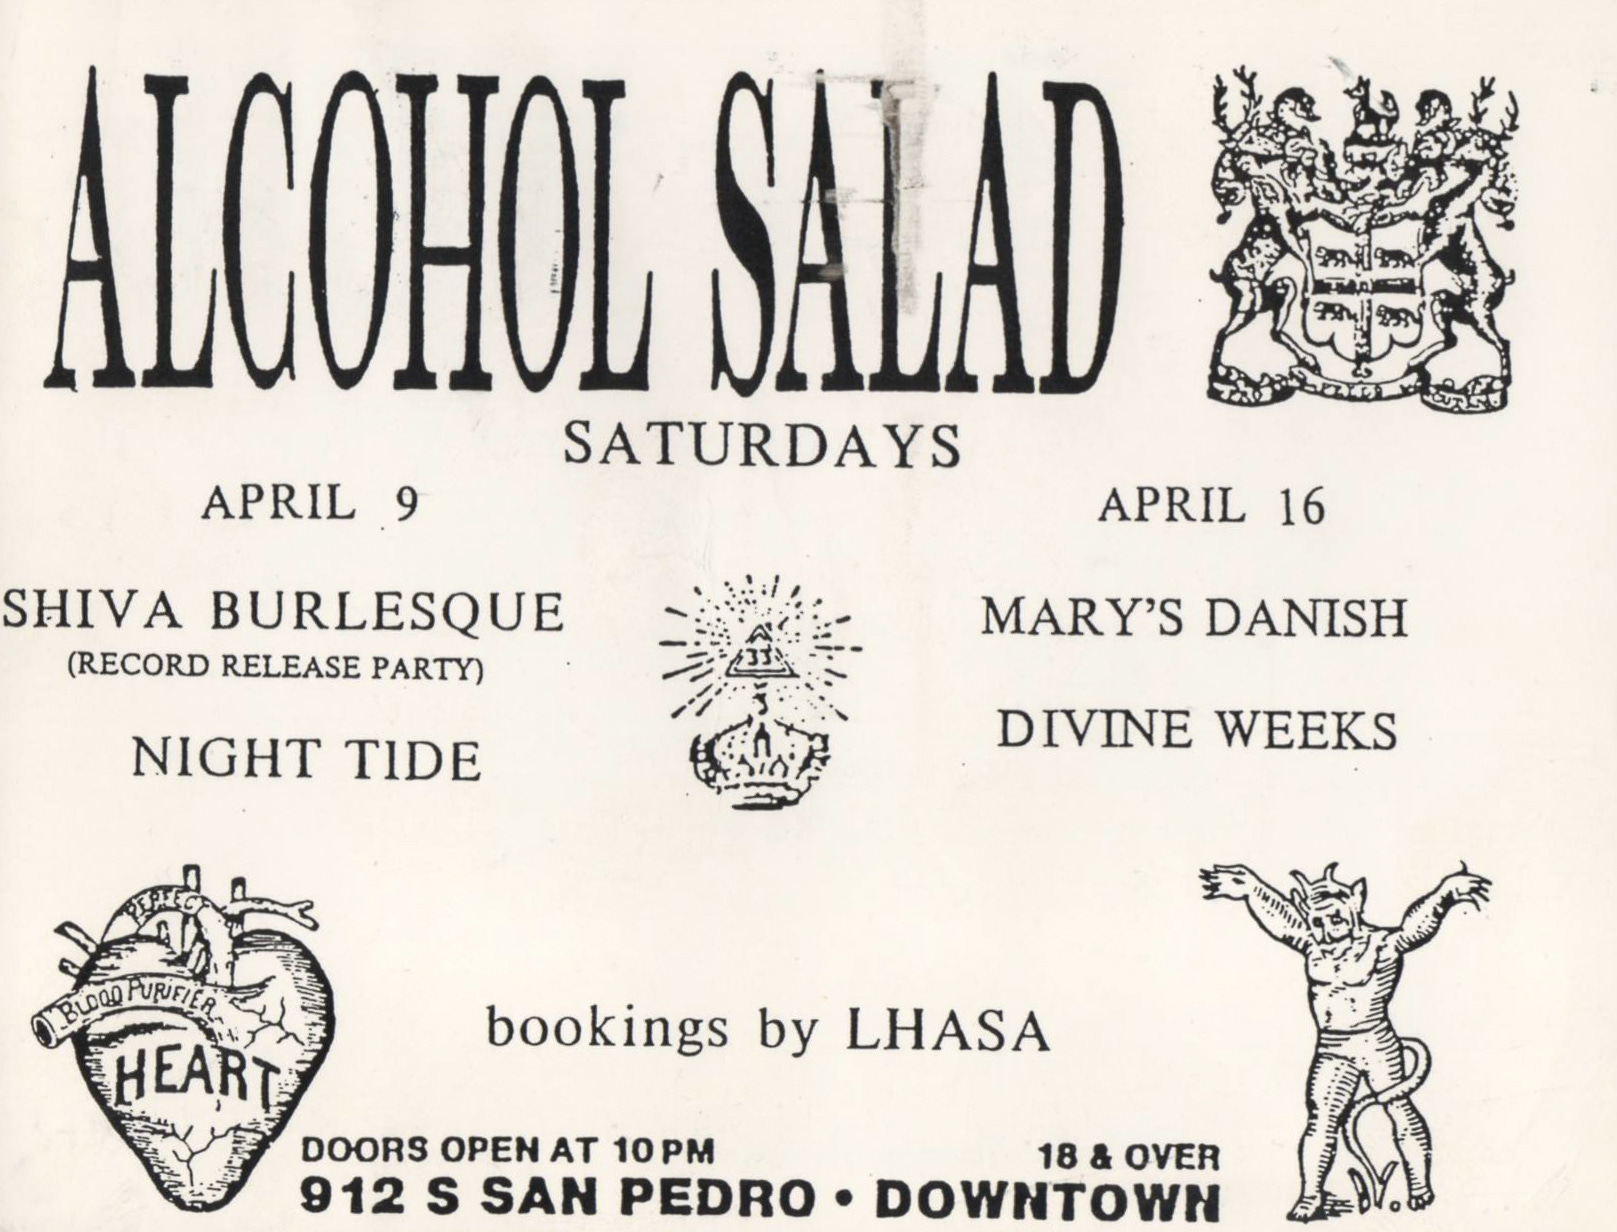 ALCOHOL SALAD
SATURDAYS
APRIL 9
SHIVA BURLESQUE
(RECORD RELEASE PARTY)
NIGHT TIDE
APRIL 16
MARY'S DANISH
DIVINE WEEKS
33
BLOOD PURIFIER
HEART
bookings by LHASA
DOORS OPEN AT 10 PM
18 & OVER
912 S SAN PEDRO • DOWNTOWN